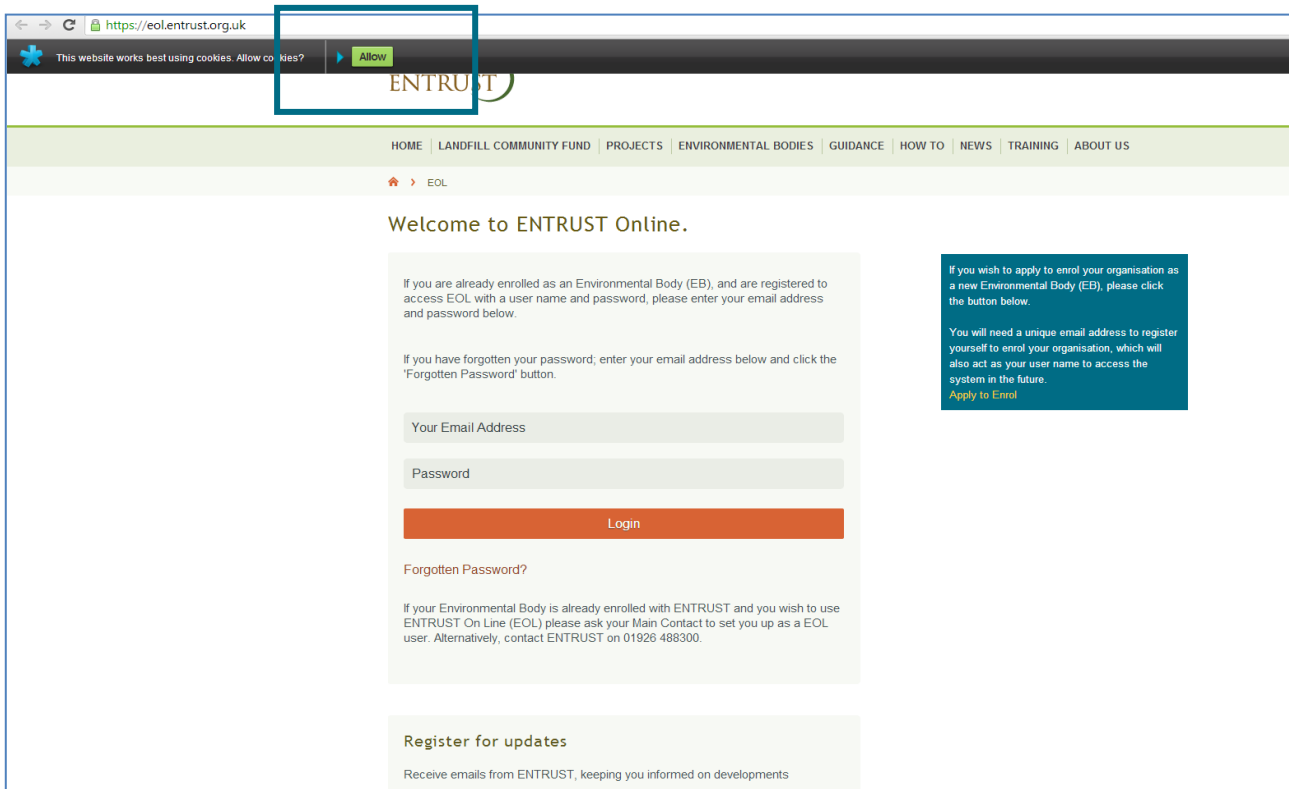 https://eol.entrust.org.uk
This website works best using cookies. Allow cookies?
Allow
ENTRUST
HOME LANDFILL COMMUNITY FUND PROJECTS ENVIRONMENTAL BODIES GUIDANCE HOW TO NEWS TRAINING ABOUT US
EOL
Welcome to ENTRUST Online.
If you are already enrolled as an Environmental Body (EB), and are registered to
access EOL with a user name and password, please enter your email address
and password below.
If you have forgotten your password; enter your email address below and click the
'Forgotten Password' button.
Your Email Address
Password
Login
Forgotten Password?
If your Environmental Body is already enrolled with ENTRUST and you wish to use
ENTRUST On Line (EOL) please ask your Main Contact to set you up as a EOL
user. Alternatively, contact ENTRUST on 01926 488300.
If you wish to apply to enrol your organisation as
a new Environmental Body (EB), please click
the button below.
You will need a unique email address to register
yourself to enrol your organisation, which will
also act as your user name to access the
system in the future.
Apply to Enrol
Register for updates
Receive emails from ENTRUST, keeping you informed on developments